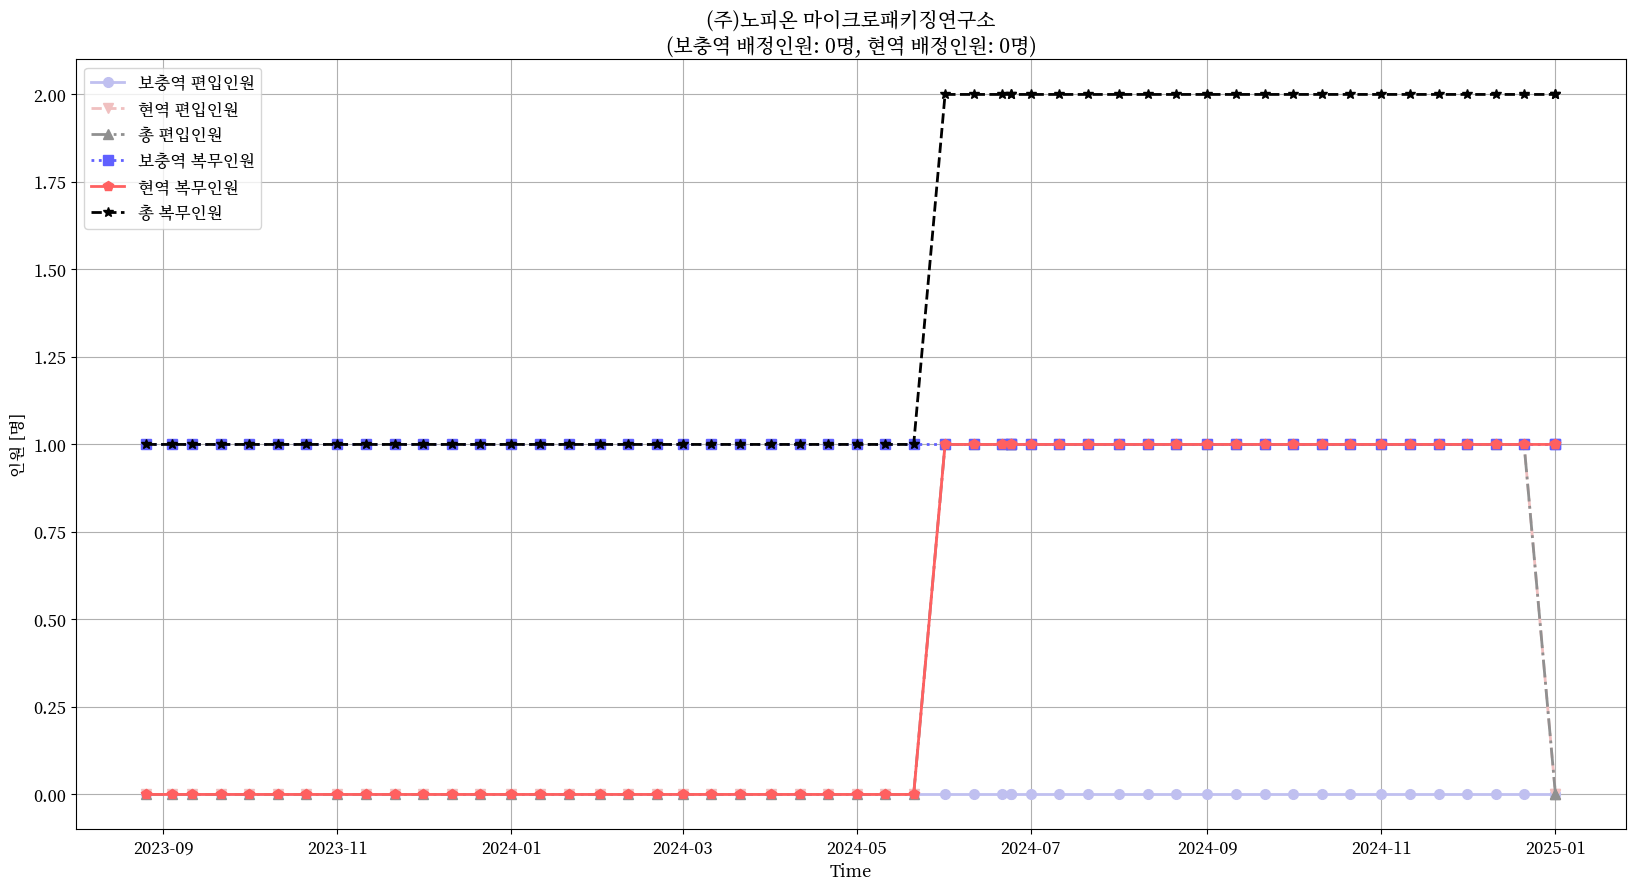 (주)노피온 마이크로패키징연구소
(보충역 배정인원: 0명, 현역 배정인원: 0명)
보충역 편입인원
현역 편입인원
총 편입인원
보충역 복무인원
현역 복무인원
총 복무인원
인원 [명]
2.00
1.75
1.50
1.25
1.00
0.75
0.50
0.25
0.00
2023-09
2023-11
2024-01
2024-03
2024-05
2024-07
2024-09
2024-11
2025-01
Time